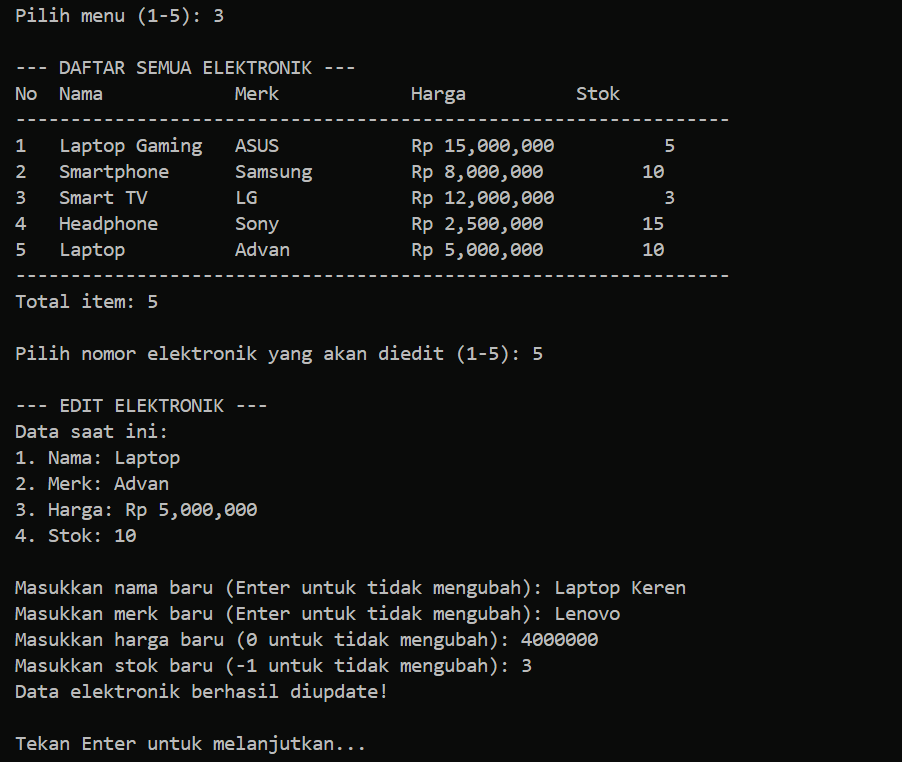 Pilih menu (1-5): 3
--- DAFTAR SEMUA ELEKTRONIK ---
No  Nama            Merk            Harga          Stok
-----------------------------------------------------------------
1   Laptop Gaming   ASUS            Rp 15,000,000          5
2   Smartphone      Samsung         Rp 8,000,000         10
3   Smart TV        LG              Rp 12,000,000          3
4   Headphone       Sony            Rp 2,500,000         15
5   Laptop          Advan           Rp 5,000,000         10
-----------------------------------------------------------------
Total item: 5
Pilih nomor elektronik yang akan diedit (1-5): 5
--- EDIT ELEKTRONIK ---
Data saat ini:
1. Nama: Laptop
2. Merk: Advan
3. Harga: Rp 5,000,000
4. Stok: 10
Masukkan nama baru (Enter untuk tidak mengubah): Laptop Keren
Masukkan merk baru (Enter untuk tidak mengubah): Lenovo
Masukkan harga baru (0 untuk tidak mengubah): 4000000
Masukkan stok baru (-1 untuk tidak mengubah): 3
Data elektronik berhasil diupdate!
Tekan Enter untuk melanjutkan...